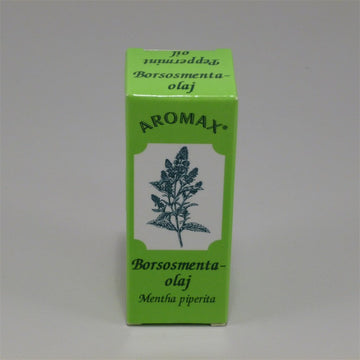 Peppermint
oil
Borsosmenta-
olaj
AROMAX®
Borsosmenta-
olaj
Mentha piperita